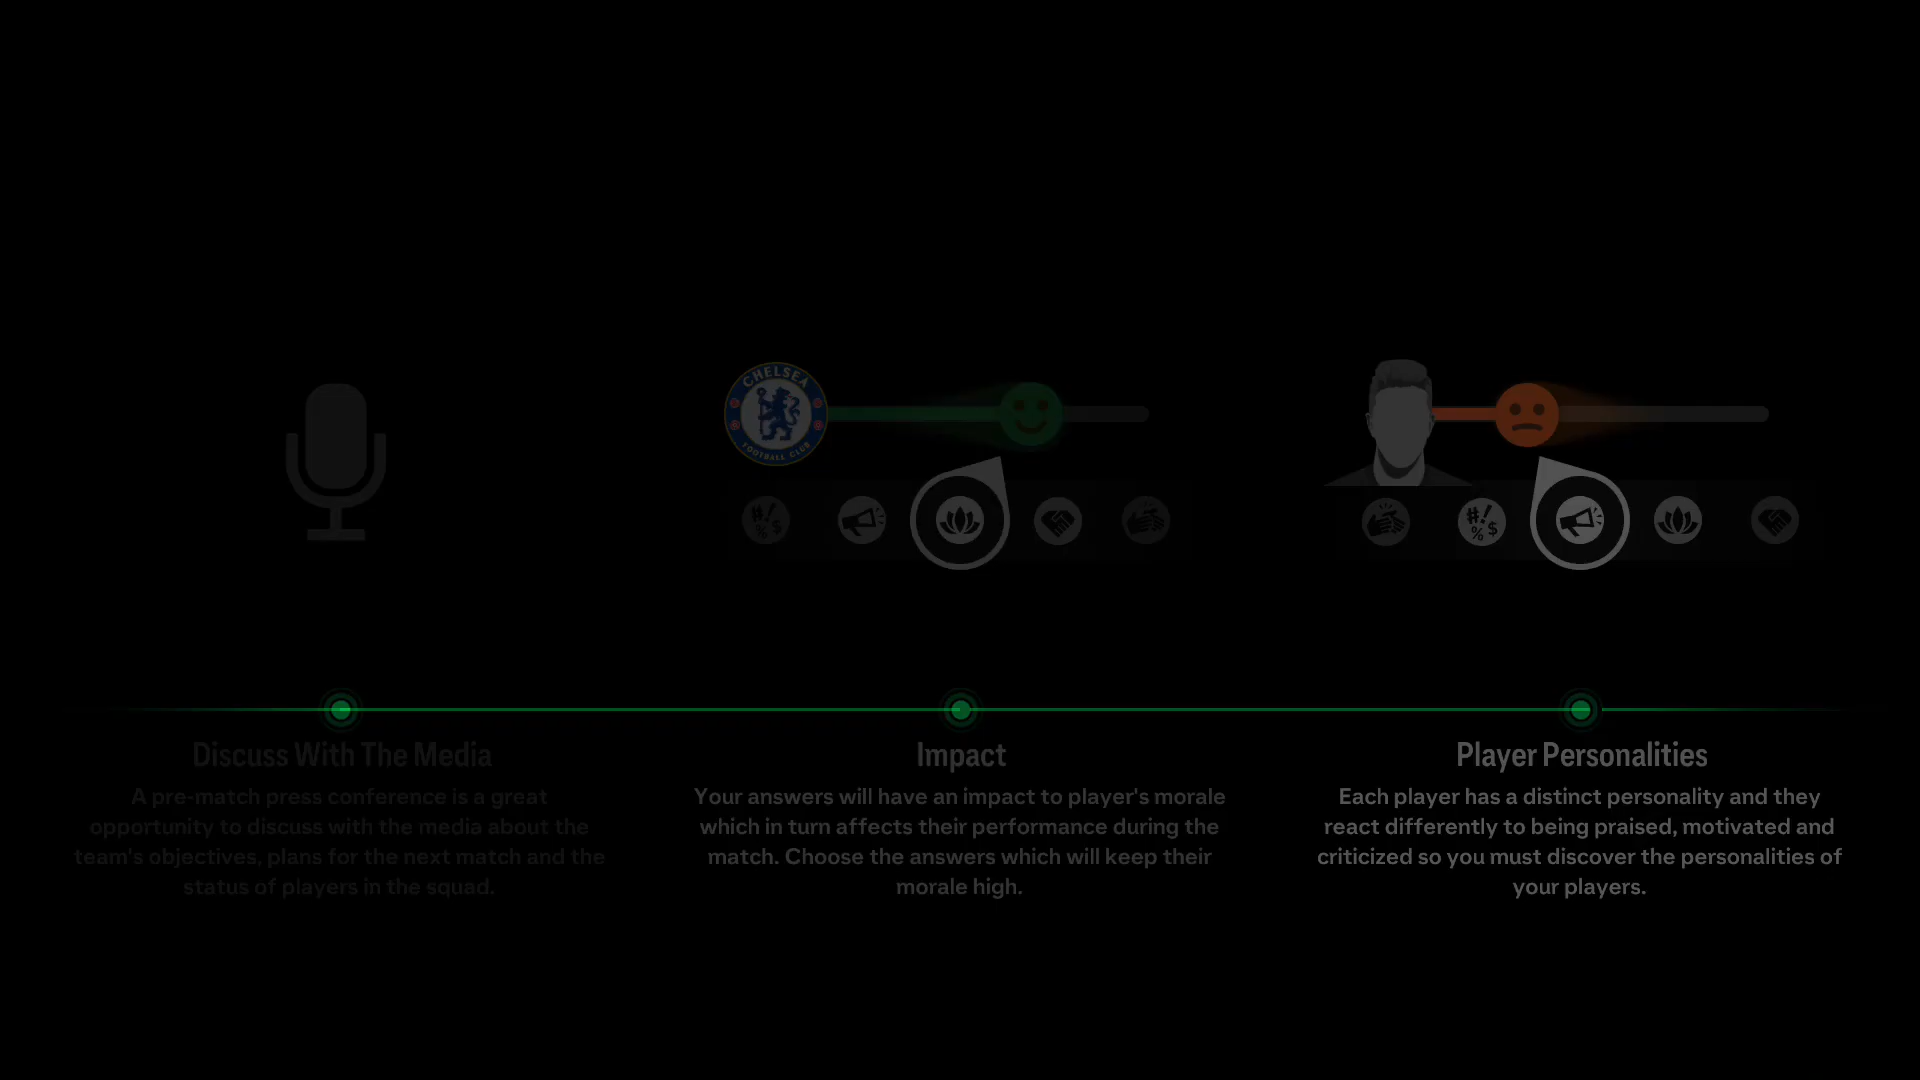 CHELSEA
FOOTBALL CLUB
#!
%$
#!
%$
Discuss With The Media
A pre-match press conference is a great
opportunity to discuss with the media about the
team's objectives, plans for the next match and the
status of players in the squad.
Impact
Your answers will have an impact to player's morale
which in turn affects their performance during the
match. Choose the answers which will keep their
morale high.
Player Personalities
Each player has a distinct personality and they
react differently to being praised, motivated and
criticized so you must discover the personalities of
your players.